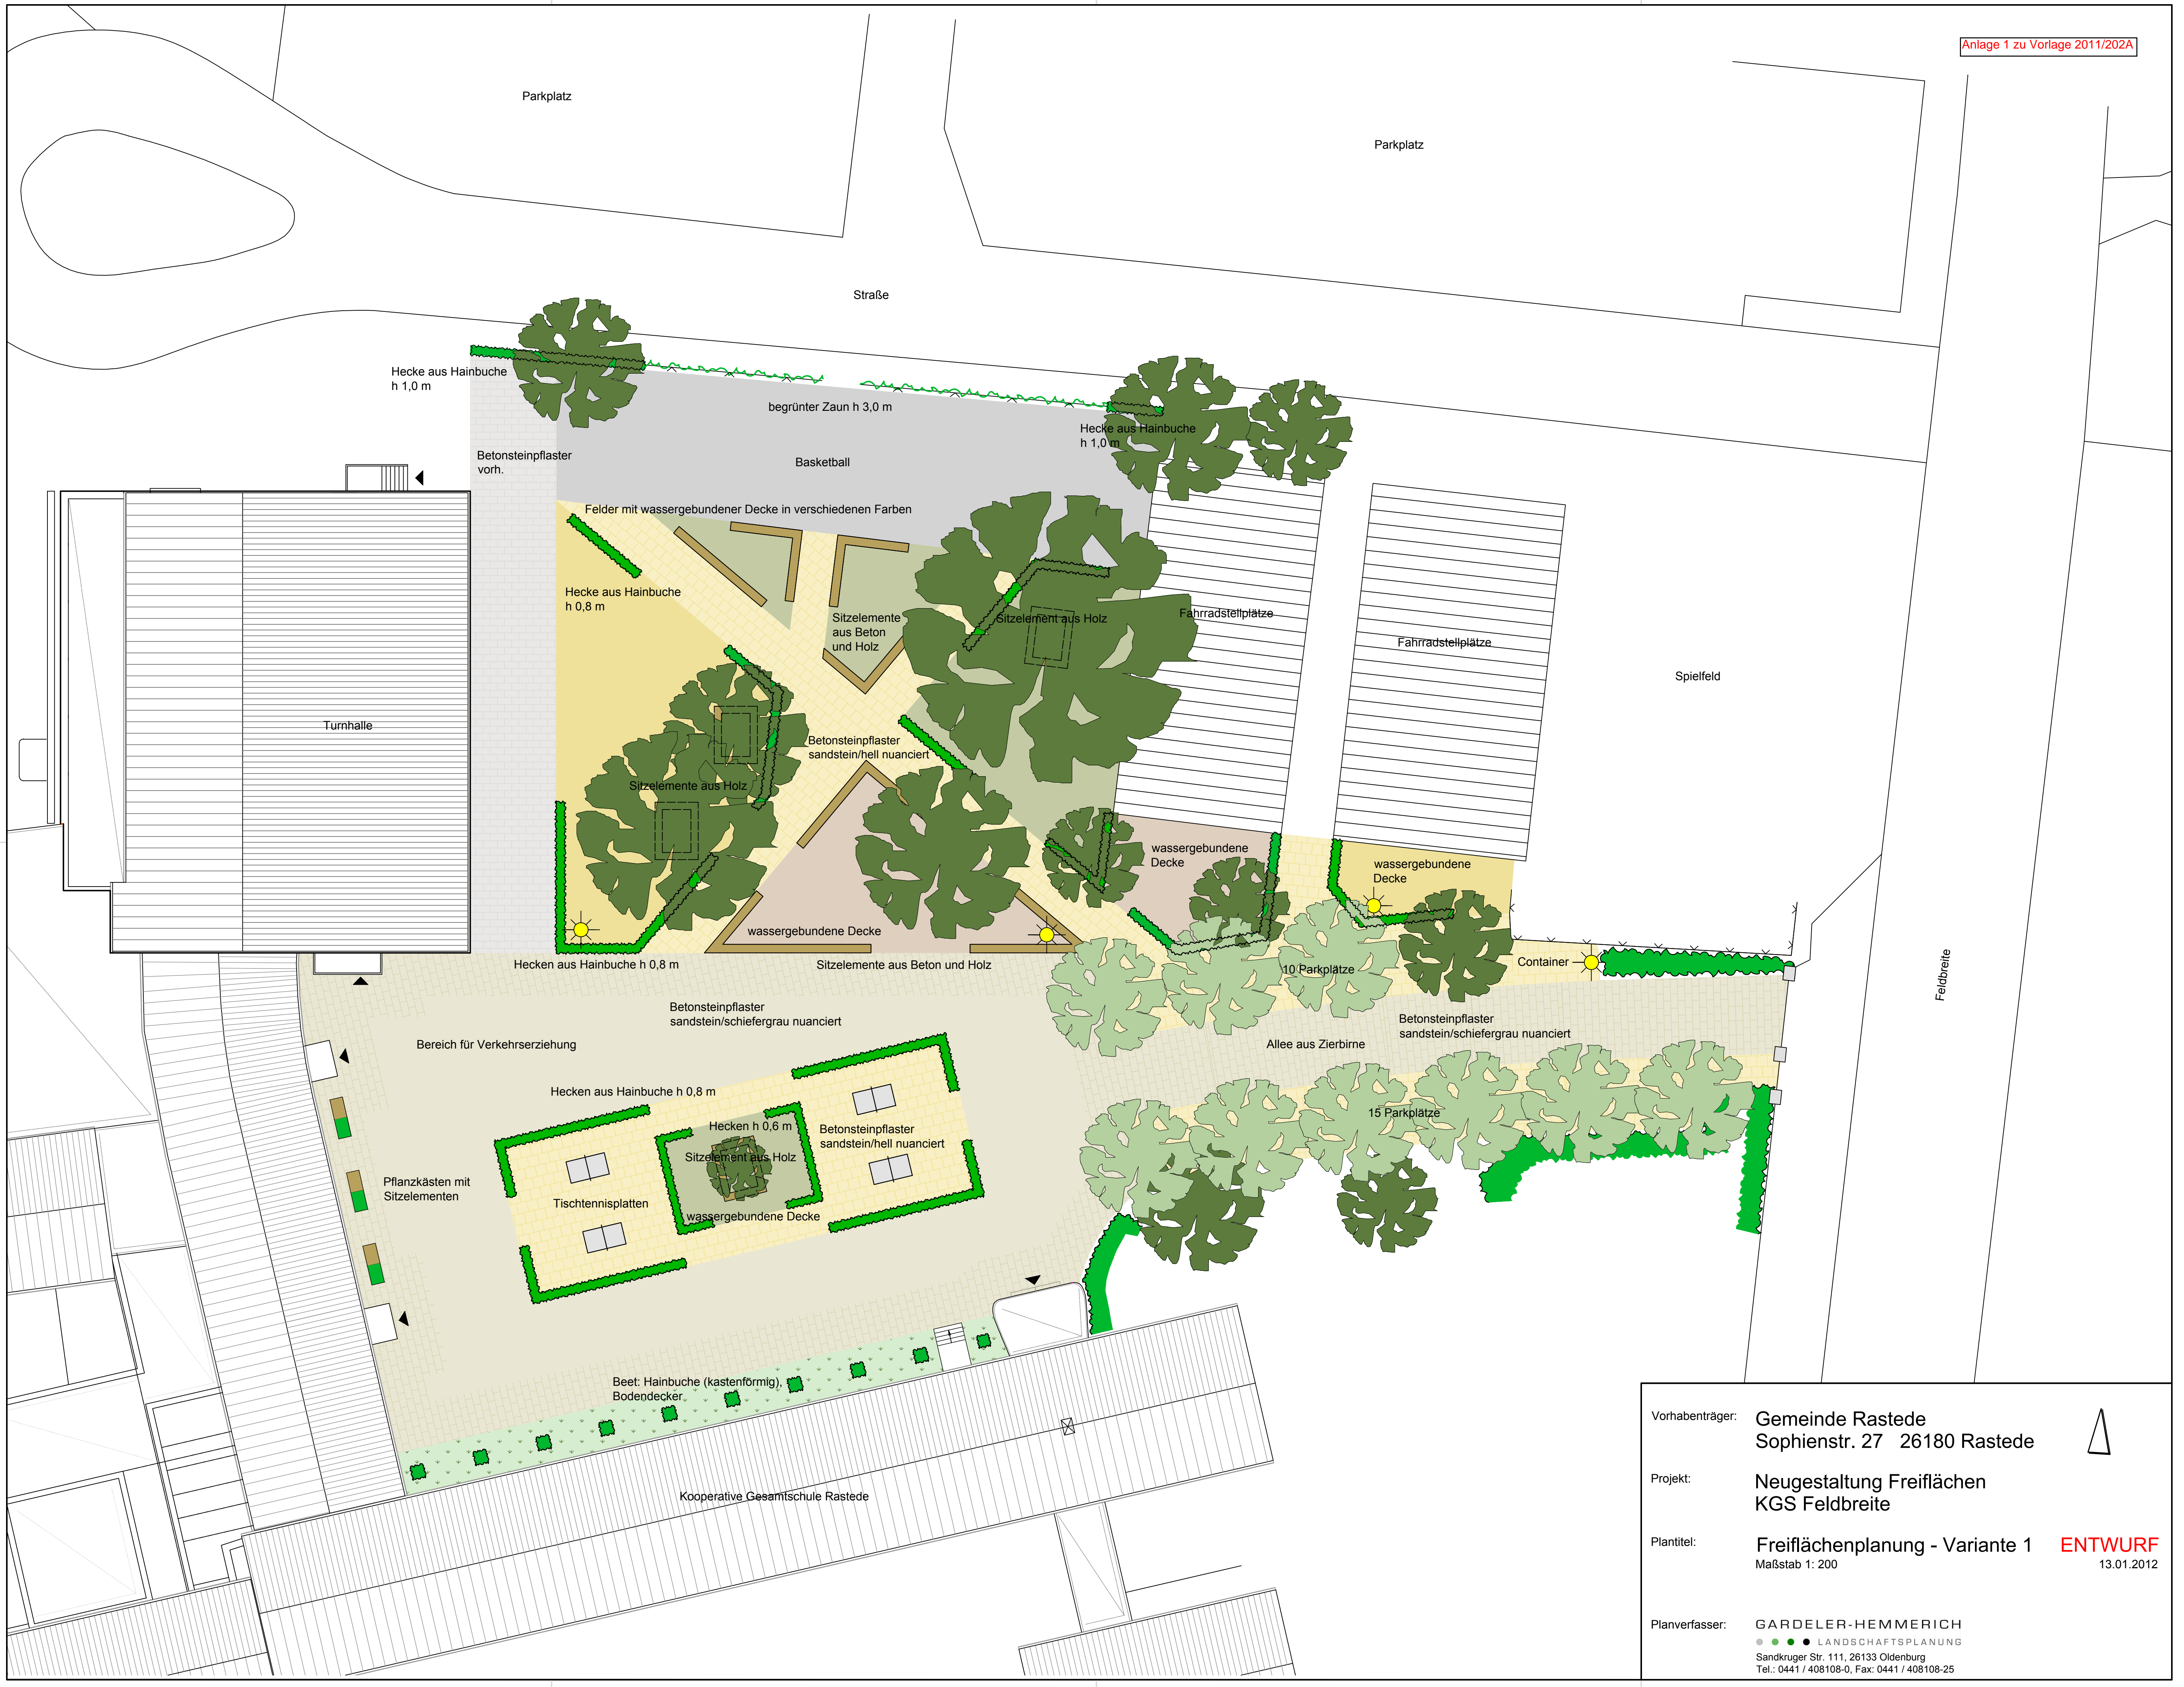 Anlage 1 zu Vorlage 2011/202A
Parkplatz
Parkplatz
Straße
Hecke aus Hainbuche
h 1,0 m
begrünter Zaun h 3,0 m
Hecke aus Hainbuche
h 1,0 m
Betonsteinpflaster
vorh.
Basketball
Felder mit wassergebundener Decke in verschiedenen Farben
Hecke aus Hainbuche
h 0,8 m
Sitzelemente
aus Beton
und Holz
Sitzelement aus Holz
Fahrradstellplätze
Fahrradstellplätze
Spielfeld
Turnhalle
Betonsteinpflaster
sandstein/hell nuanciert
Sitzelemente aus Holz
wassergebundene
Decke
wassergebundene
Decke
wassergebundene Decke
Hecken aus Hainbuche h 0,8 m
Sitzelemente aus Beton und Holz
10 Parkplätze
Container
Feldbreite
Betonsteinpflaster
sandstein/schiefergrau nuanciert
Betonsteinpflaster
sandstein/schiefergrau nuanciert
Bereich für Verkehrserziehung
Allee aus Zierbirne
Hecken aus Hainbuche h 0,8 m
15 Parkplätze
Hecken h 0,6 m
Betonsteinpflaster
sandstein/hell nuanciert
Sitzelement aus Holz
Pflanzkästen mit
Sitzelementen
Tischtennisplatten
wassergebundene Decke
Beet: Hainbuche (kastenförmig),
Bodendecker
Kooperative Gesamtschule Rastede
Vorhabenträger:
Gemeinde Rastede
Sophienstr. 27 26180 Rastede
Projekt:
Neugestaltung Freiflächen
KGS Feldbreite
Plantitel:
Freiflächenplanung - Variante 1 ENTWURF
Maßstab 1: 200 13.01.2012
Planverfasser:
GARDELER-HEMMERICH
LANDSCHAFTSPLANUNG
Sandkruger Str. 111, 26133 Oldenburg
Tel.: 0441 / 408108-0, Fax: 0441 / 408108-25